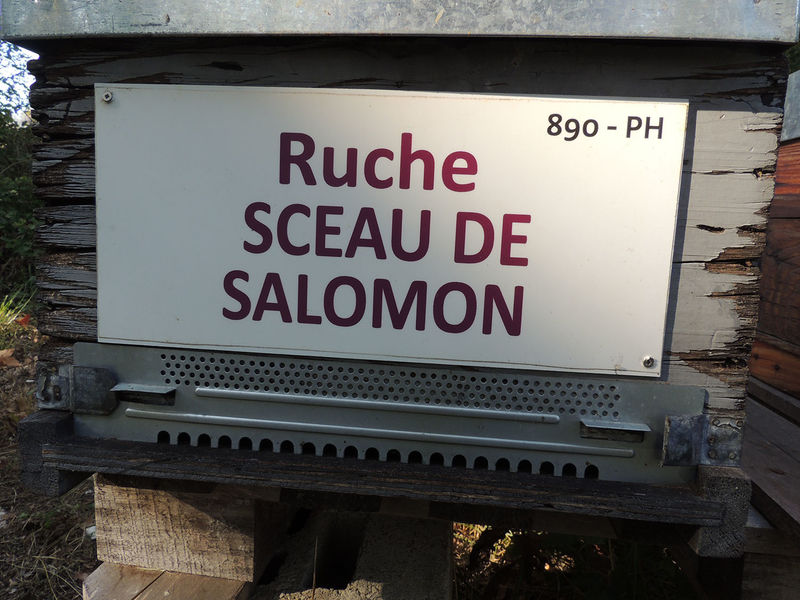 890 - PH
Ruche
SCEAU DE
SALOMON